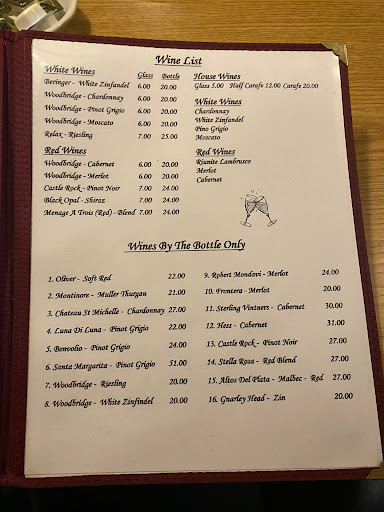 Wine List
White Wines Glass Bottle
Beringer - White Zinfandel 6.00 20.00
Woodbridge - Chardonnay 6.00 20.00
Woodbridge - Pinot Grigio 6.00 20.00
Woodbridge - Moscato 6.00 20.00
Relax - Riesling 7.00 25.00
Red Wines
Woodbridge - Cabernet 6.00 20.00
Woodbridge - Merlot 6.00 20.00
Castle Rock - Pinot Noir 7.00 24.00
Black Opal - Shiraz 7.00 24.00
Menage A Trois (Red) - Blend 7.00 24.00
House Wines
Glass 5.00 Half Carafe 12.00 Carafe 20.00
White Wines
Chardonnay
White Zinfandel
Pino Grigio
Moscato
Red Wines
Riunite Lambrusco
Merlot
Cabernet
Wines By The Bottle Only
1. Oliver - Soft Red 22.00
2. Montinore - Muller Thurgau 21.00
3. Chateau St Michelle - Chardonnay 27.00
4. Luna Di Luna - Pinot Grigio 22.00
5. Benvolio - Pinot Grigio 24.00
6. Santa Margarita - Pinot Grigio 51.00
7. Woodbridge - Riesling 20.00
8. Woodbridge - White Zinfindel 20.00
9. Robert Mondovi - Merlot 24.00
10. Frontera - Merlot 20.00
11. Sterling Vintners - Cabernet 30.00
12. Hess - Cabernet 31.00
13. Castle Rock - Pinot Noir 27.00
14. Stella Rosa - Red Blend 27.00
15. Altos Del Plata - Malbec - Red 27.00
16. Gnarley Head - Zin 20.00